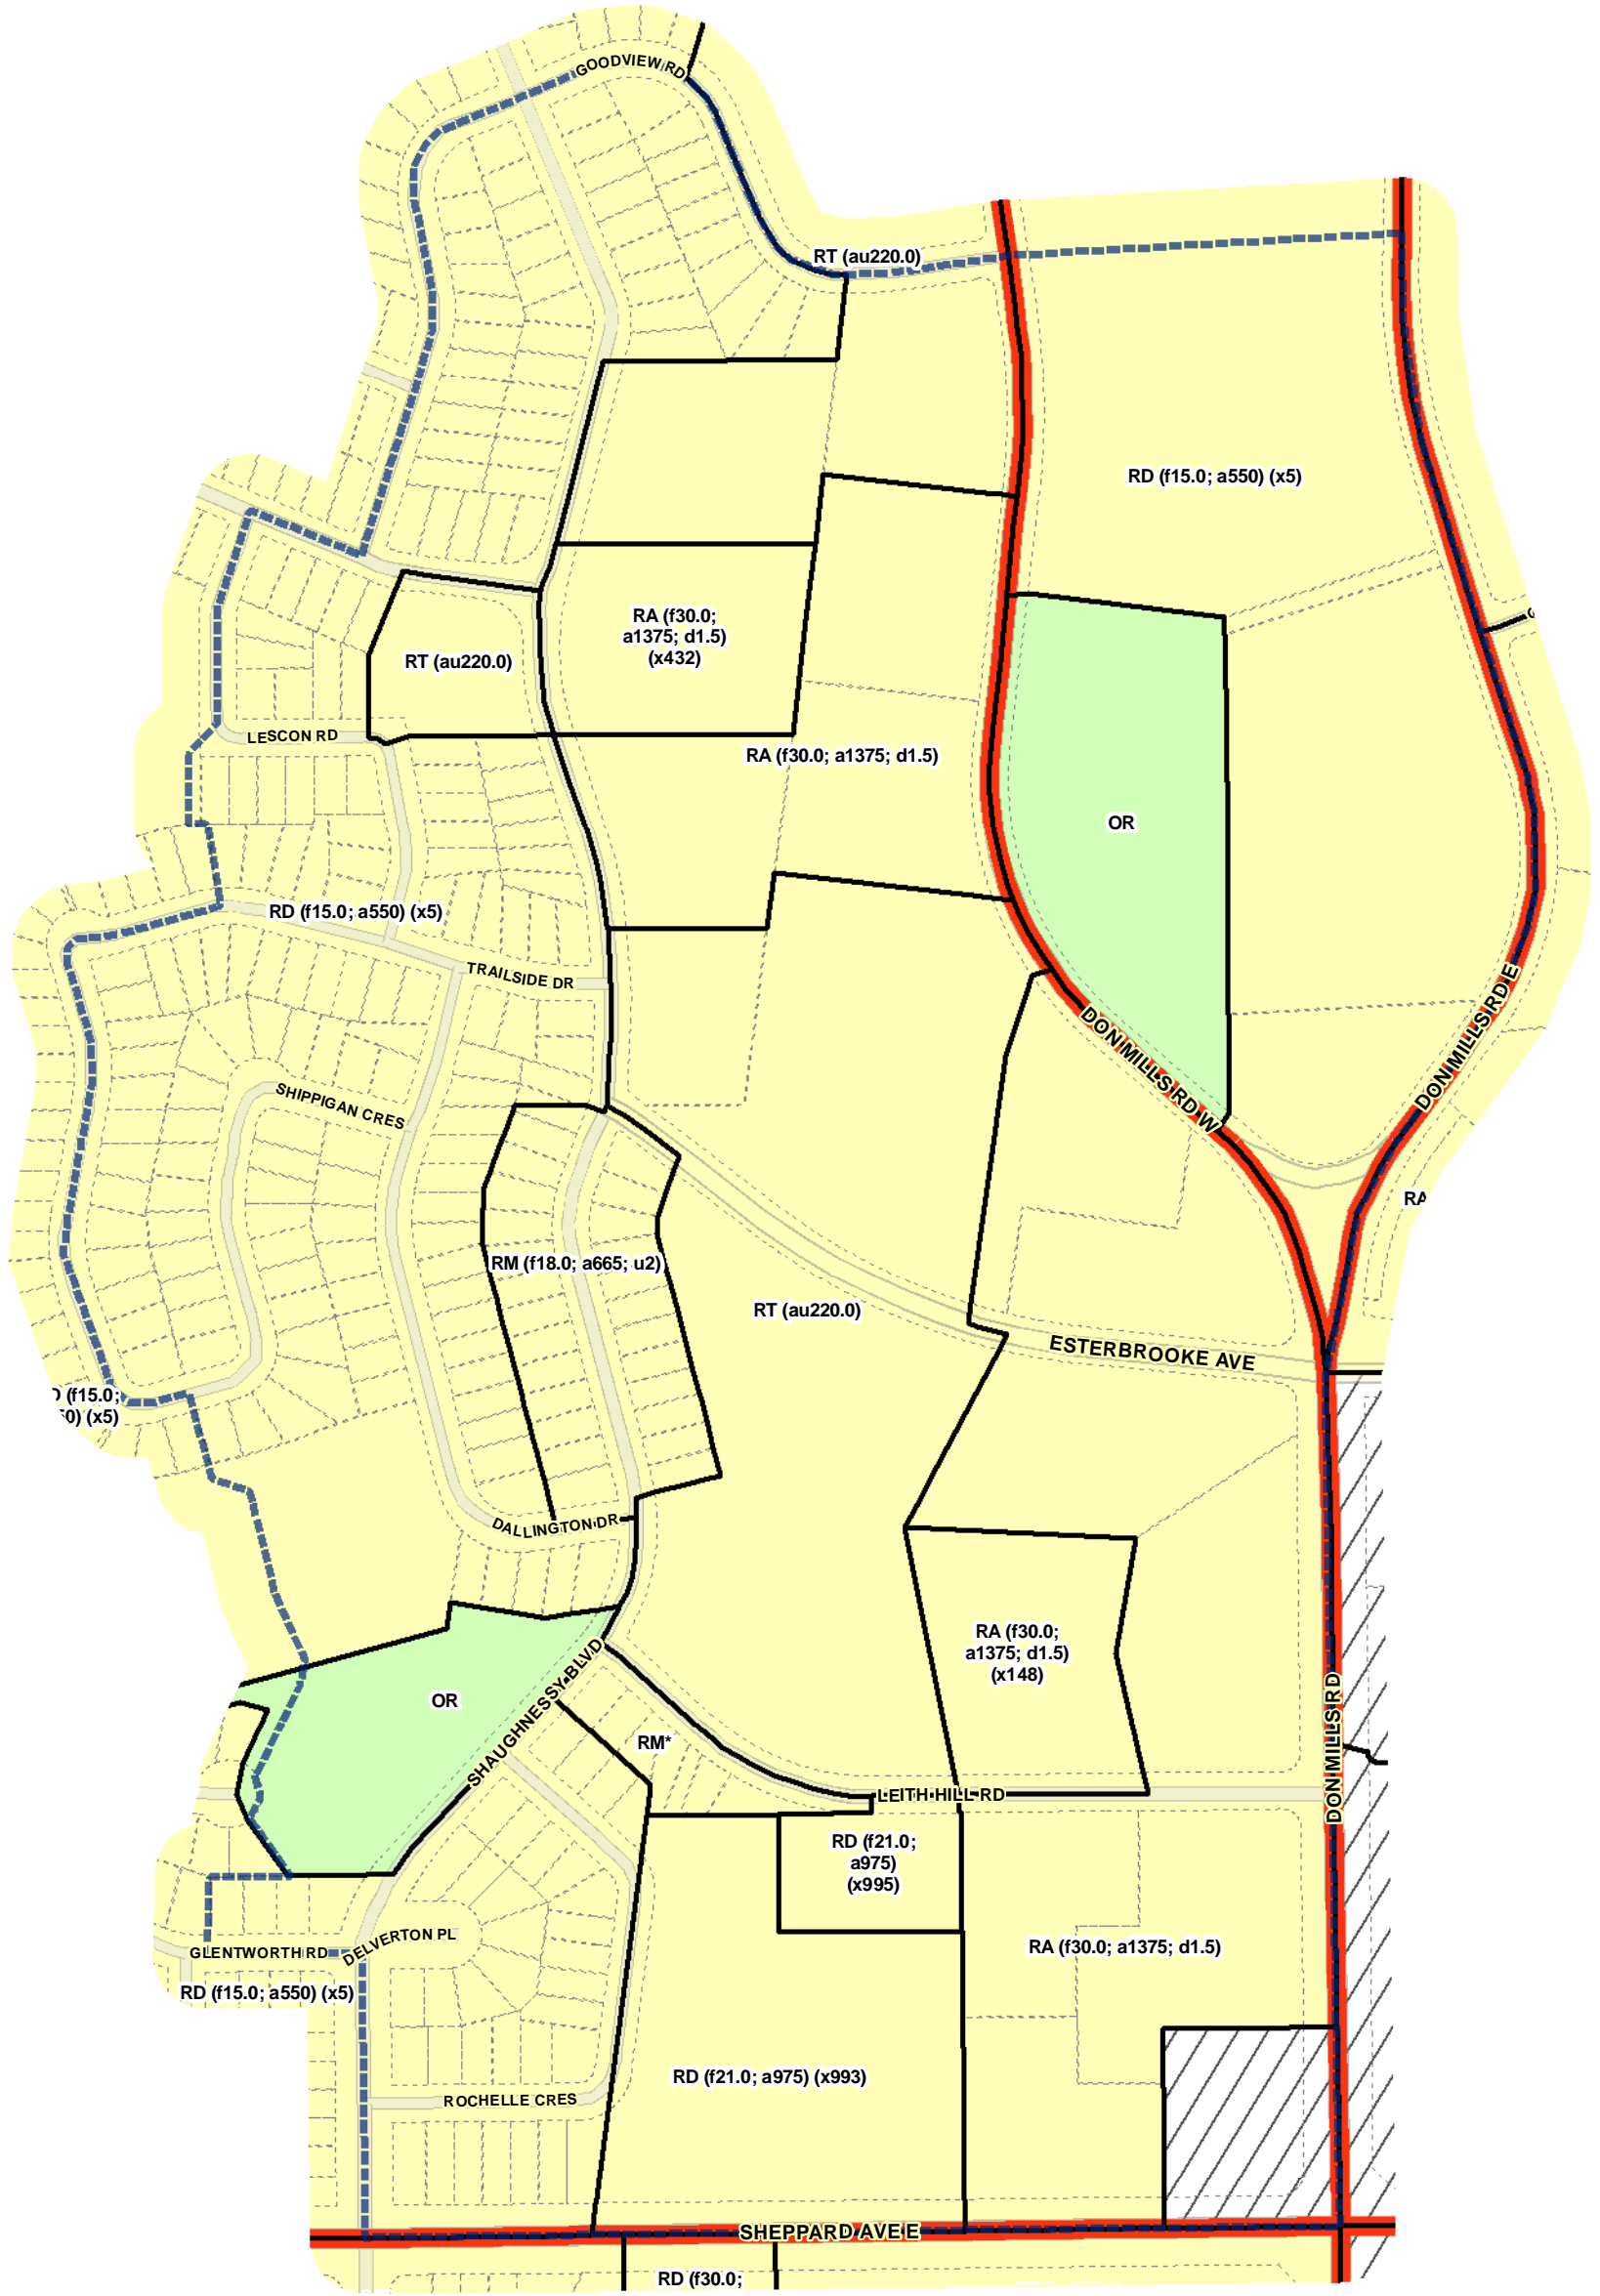 GOODVIEW RD
RT (au220.0)
RD (f15.0; a550) (x5)
RA (f30.0;
a1375; d1.5)
(x432)
RT (au220.0)
LESCON RD
RA (f30.0; a1375; d1.5)
OR
RD (f15.0; a550) (x5)
TRAILSIDE DR
DON MILLS RD W
DON MILLS RD E
SHIPPIGAN CRES
RA
RM (f18.0; a665; u2)
RT (au220.0)
ESTERBROOKE AVE
(f15.0;
0) (x5)
DALLINGTON DR
RA (f30.0;
a1375; d1.5)
(x148)
OR
SHAUGHNESSY BLVD
RM*
DON MILLS RD
LEITH HILL RD
RD (f21.0;
a975)
(x995)
DELVERTON PL
GLENTWORTH RD
RA (f30.0; a1375; d1.5)
RD (f15.0; a550) (x5)
RD (f21.0; a975) (x993)
ROCHELLE CRES
SHEPPARD AVE E
RD (f30.0;